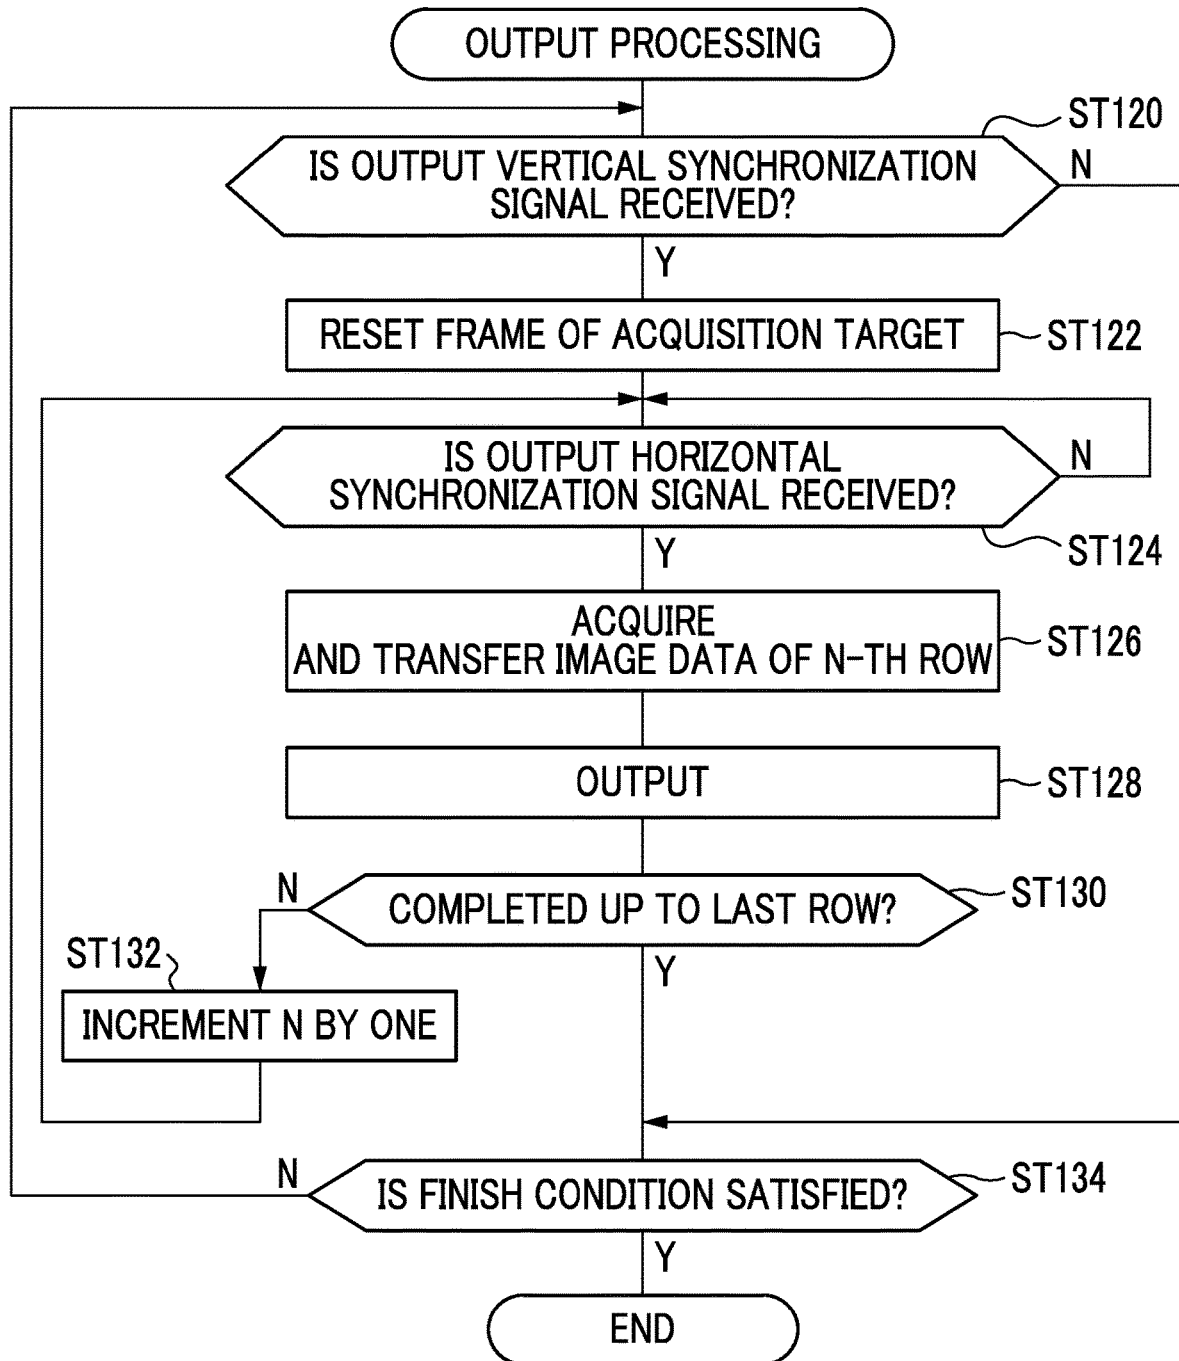 OUTPUT PROCESSING
ST120
IS OUTPUT VERTICAL SYNCHRONIZATION
SIGNAL RECEIVED?
N
Y
RESET FRAME OF ACQUISITION TARGET
ST122
IS OUTPUT HORIZONTAL
SYNCHRONIZATION SIGNAL RECEIVED?
N
Y
ST124
ACQUIRE
AND TRANSFER IMAGE DATA OF N-TH ROW
ST126
OUTPUT
ST128
N
COMPLETED UP TO LAST ROW?
ST130
Y
ST132
INCREMENT N BY ONE
N
IS FINISH CONDITION SATISFIED?
ST134
Y
END